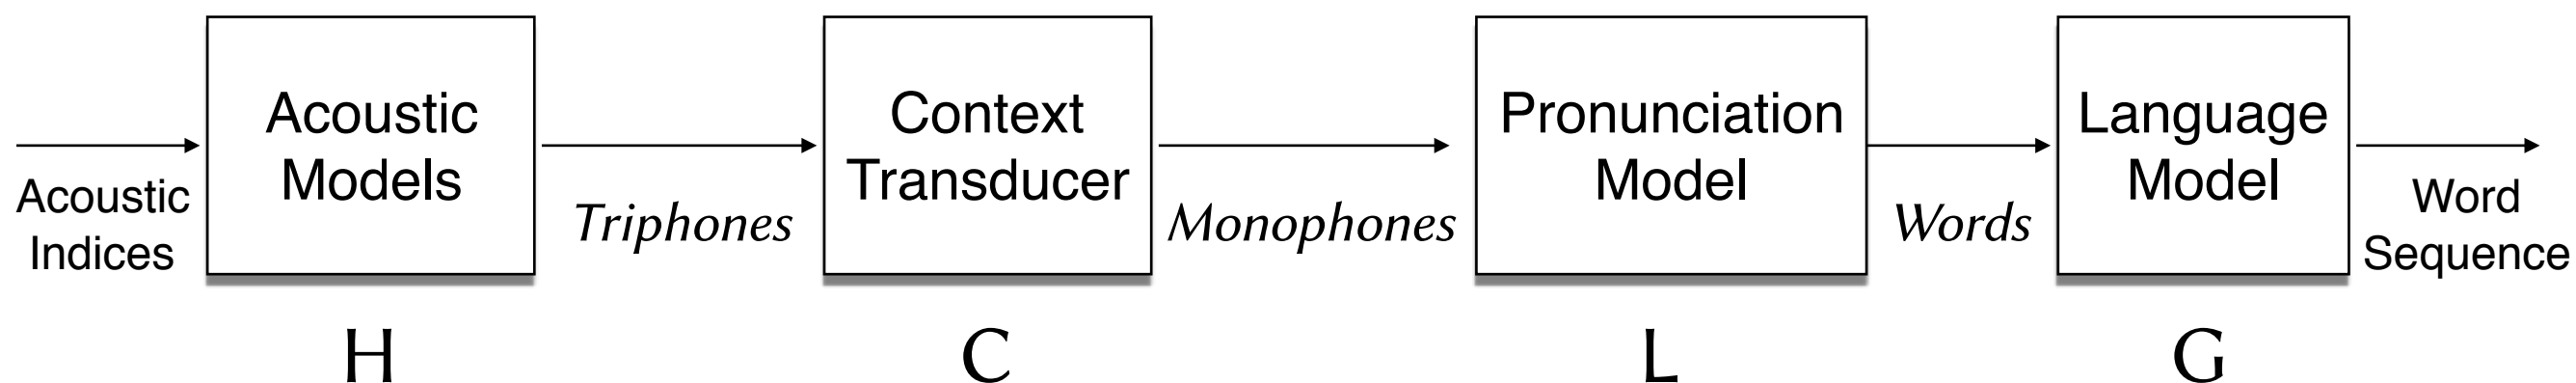 Acoustic
Indices
Acoustic
Models
H
Triphones
Context
Transducer
C
Monophones
Pronunciation
Model
L
Words
Language
Model
G
Word
Sequence